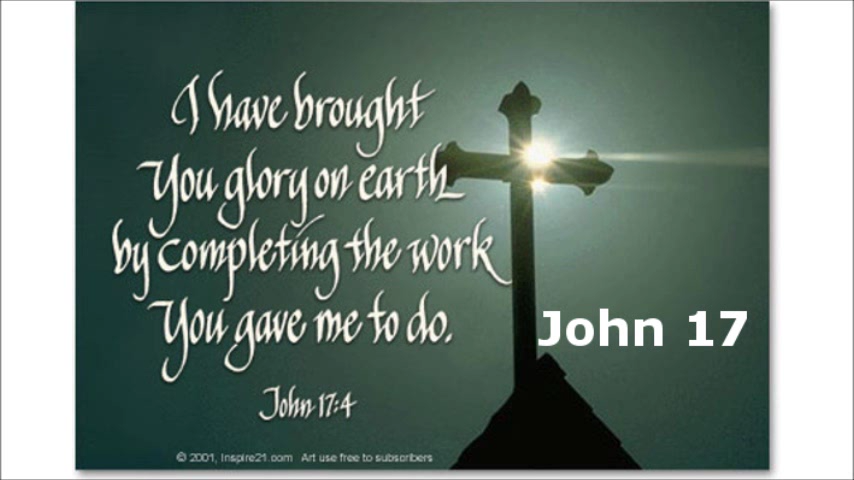 I have brought
You glory on earth
by completing the work
You gave me to do.
John 17:4
John 17
© 2001, Inspire21.com Art use free to subscribers